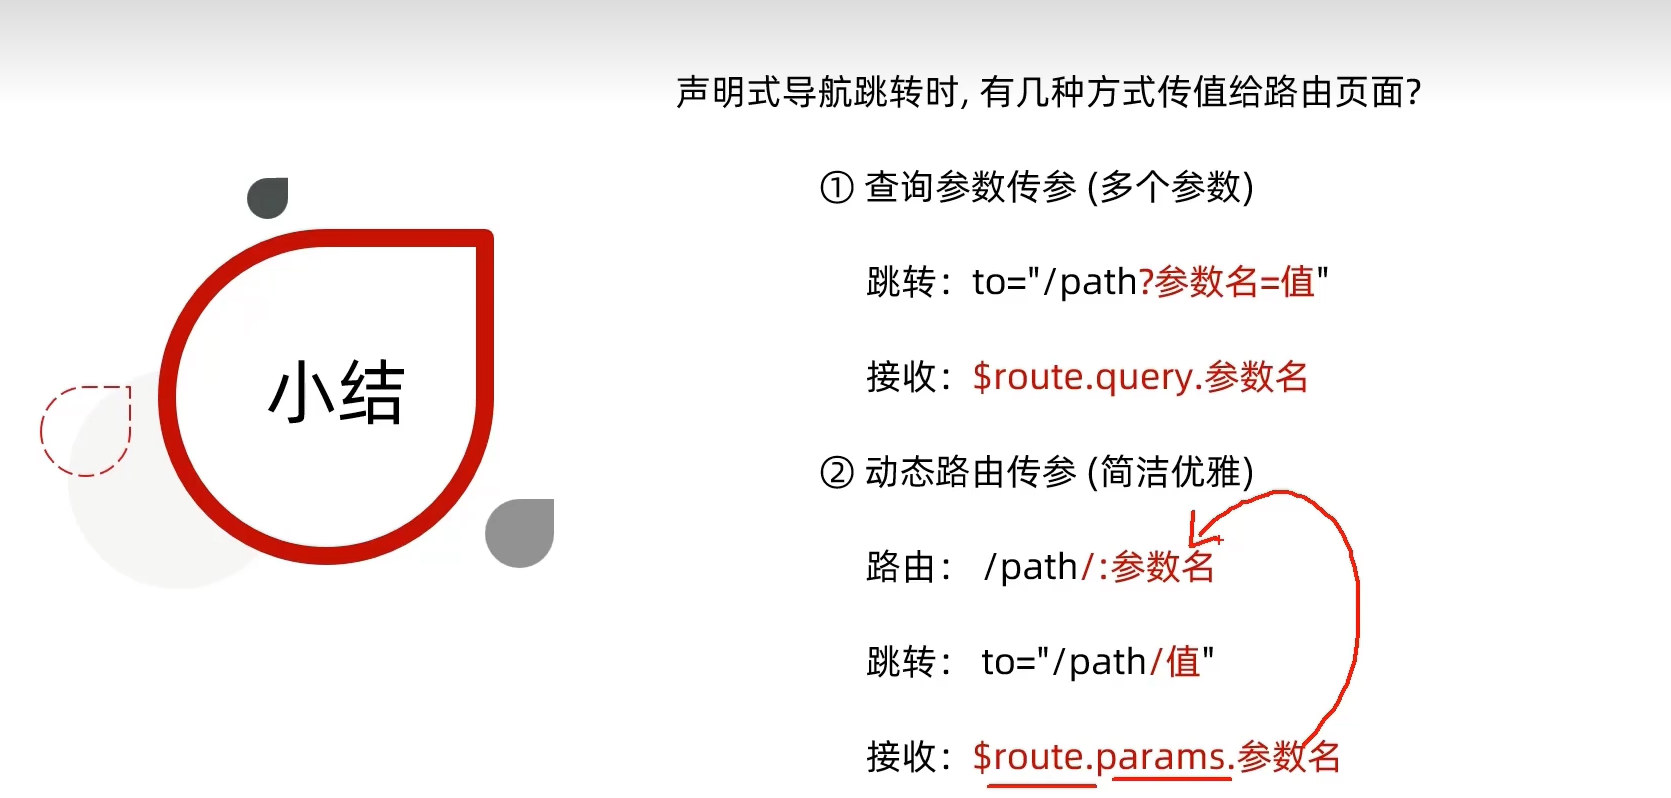 声明式导航跳转时, 有几种方式传值给路由页面?
① 查询参数传参 (多个参数)
跳转：to="/path?参数名=值"
接收：$route.query.参数名
小结
② 动态路由传参 (简洁优雅)
路由： /path/:参数名
跳转： to="/path/值"
接收：$route.params.参数名